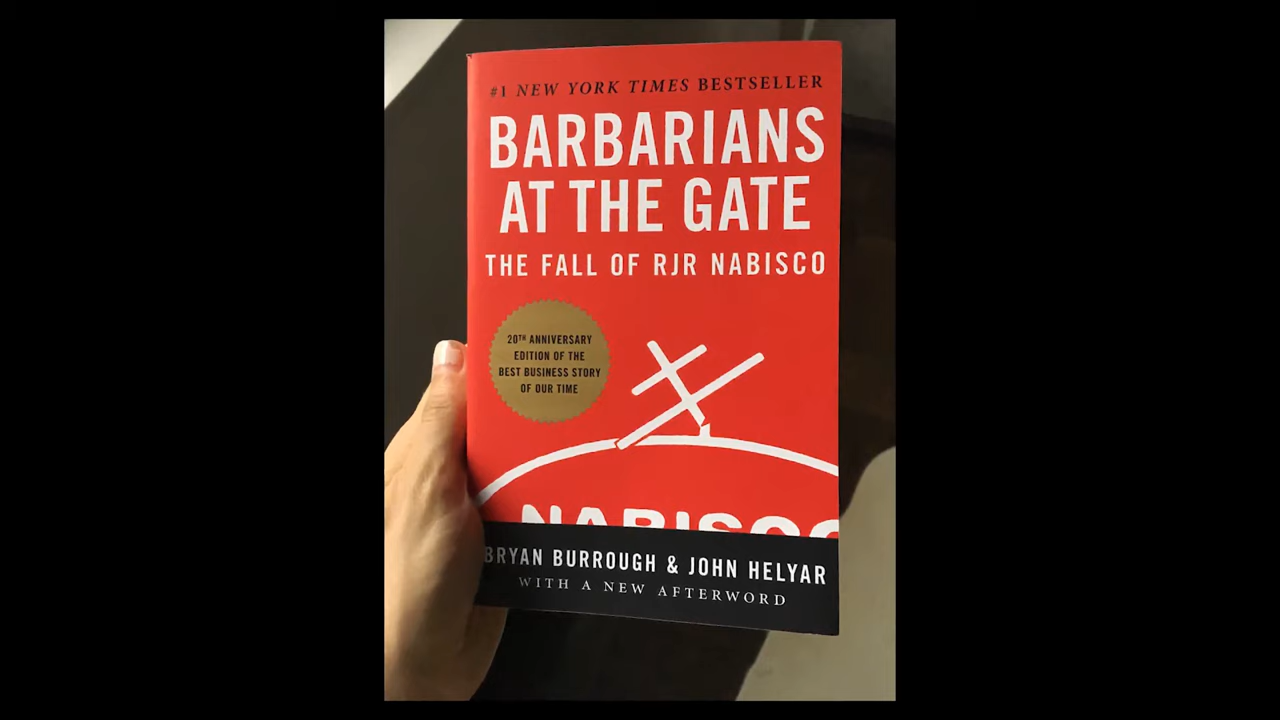 #1 NEW YORK TIMES BESTSELLER
BARBARIANS
AT THE GATE
THE FALL OF RJR NABISCO
20TH ANNIVERSARY
EDITION OF THE
BEST BUSINESS STORY
OF OUR TIME
NABISCO
BRYAN BURROUGH & JOHN HELYAR
WITH A NEW AFTERWORD